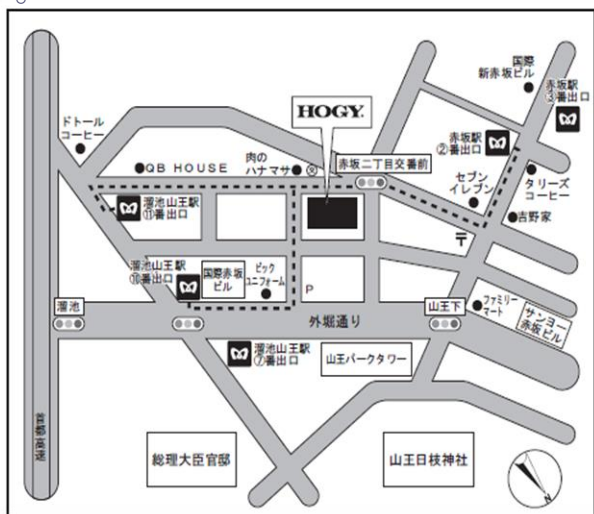 国際
新赤坂ビル
赤坂駅
③番出口
ドトール
コーヒー
HOGY
赤坂駅
②番出口
QB HOUSE
肉の
ハナマサ
赤坂二丁目交番前
セブン
イレブン
タリーズ
コーヒー
吉野家
溜池山王駅
⑪番出口
〒
溜池山王駅
⑩番出口
国際赤坂
ビル
ビック
ユニフォーム
P
溜池
外堀通り
山王下
ファミリー
マート
サンヨー
赤坂ビル
溜池山王駅
⑦番出口
山王パークタワー
総理大臣官邸
山王日枝神社
N